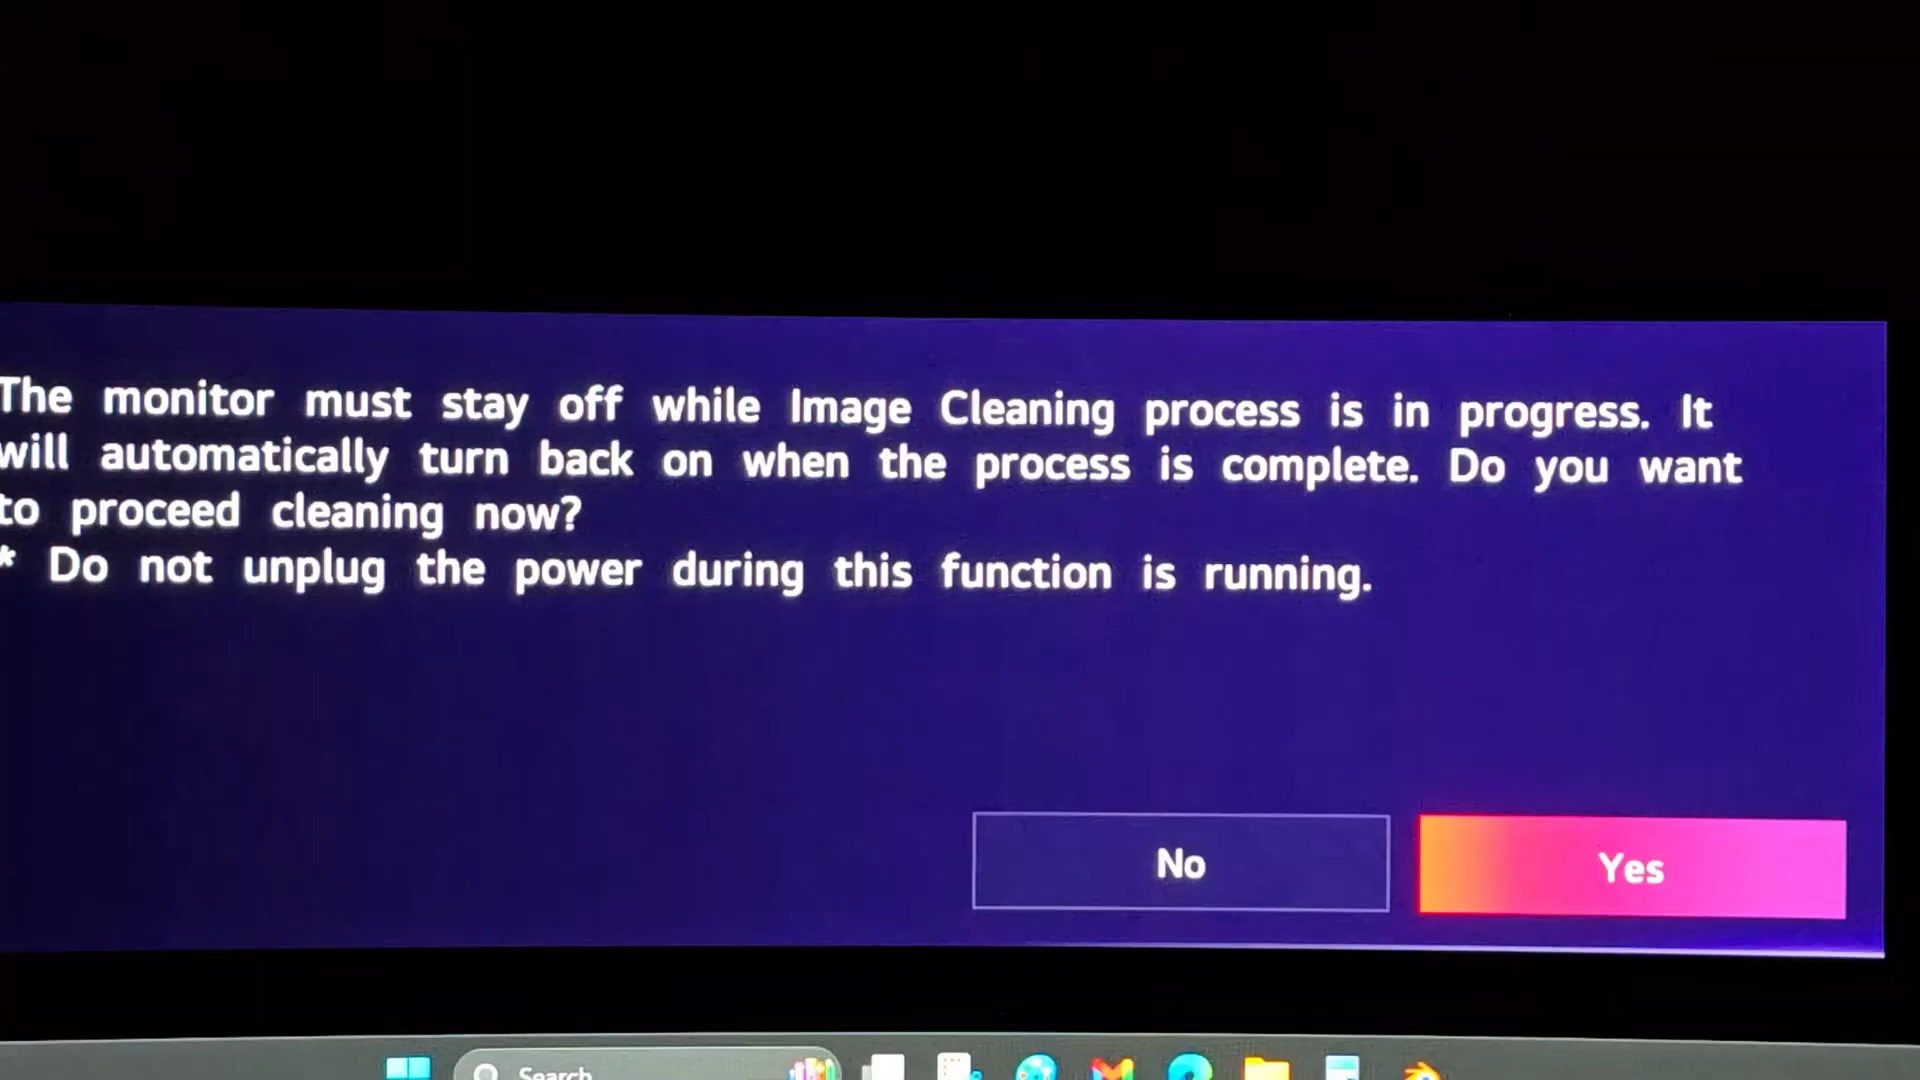 The monitor must stay off while Image Cleaning process is in progress. It
will automatically turn back on when the process is complete. Do you want
to proceed cleaning now?
* Do not unplug the power during this function is running.
No
Yes
Search